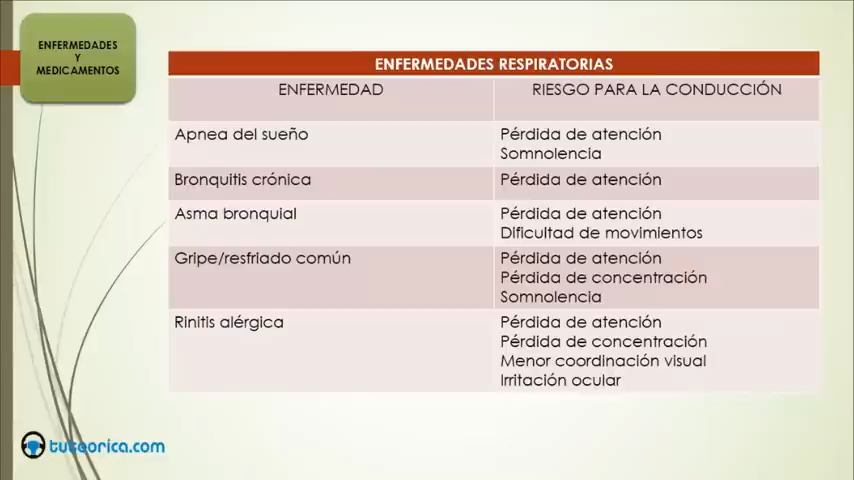 ENFERMEDADES
Y
MEDICAMENTOS
ENFERMEDADES RESPIRATORIAS
ENFERMEDAD
RIESGO PARA LA CONDUCCIÓN
Apnea del sueño
Pérdida de atención
Somnolencia
Bronquitis crónica
Pérdida de atención
Asma bronquial
Pérdida de atención
Dificultad de movimientos
Gripe/resfriado común
Pérdida de atención
Pérdida de concentración
Somnolencia
Rinitis alérgica
Pérdida de atención
Pérdida de concentración
Menor coordinación visual
Irritación ocular
tuteorica.com